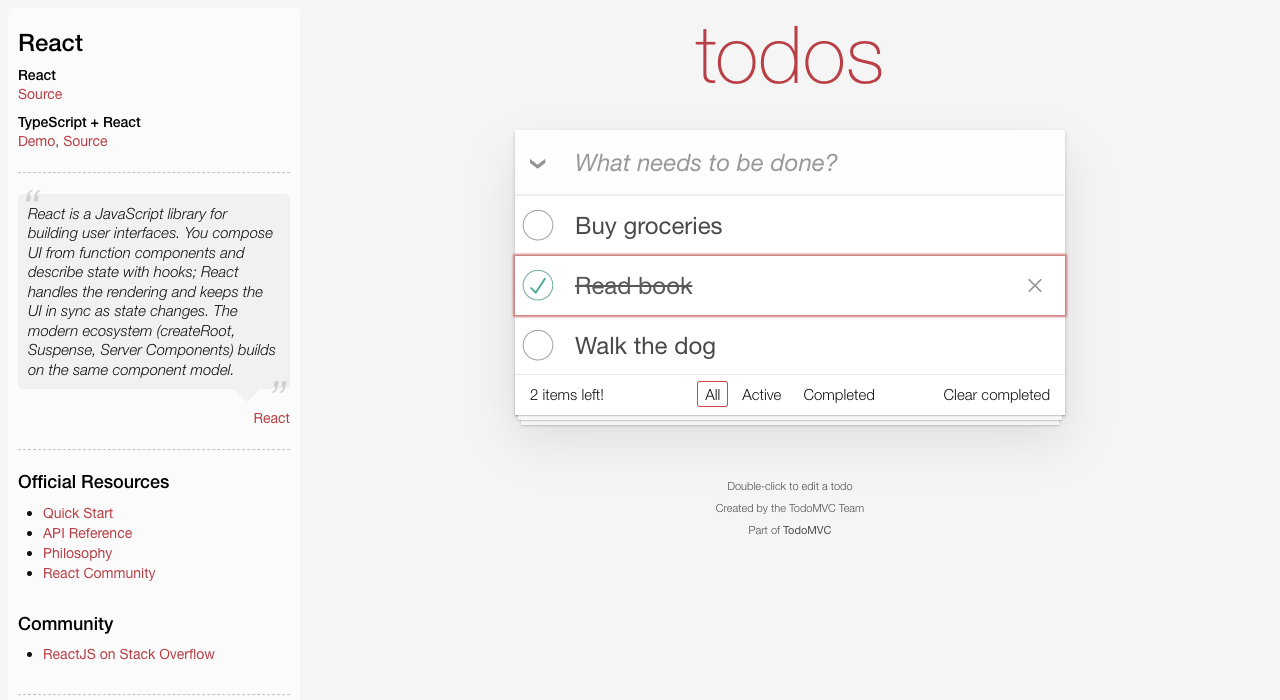 React
React
Source
TypeScript + React
Demo, Source
“
React is a JavaScript library for
building user interfaces. You compose
UI from function components and
describe state with hooks; React
handles the rendering and keeps the
UI in sync as state changes. The
modern ecosystem (createRoot,
Suspense, Server Components) builds
on the same component model.
”
React
Official Resources
Quick Start
API Reference
Philosophy
React Community
Community
ReactJS on Stack Overflow
todos
What needs to be done?
Buy groceries
Read book
Walk the dog
2 items left! All Active Completed Clear completed
Double-click to edit a todo
Created by the TodoMVC Team
Part of TodoMVC